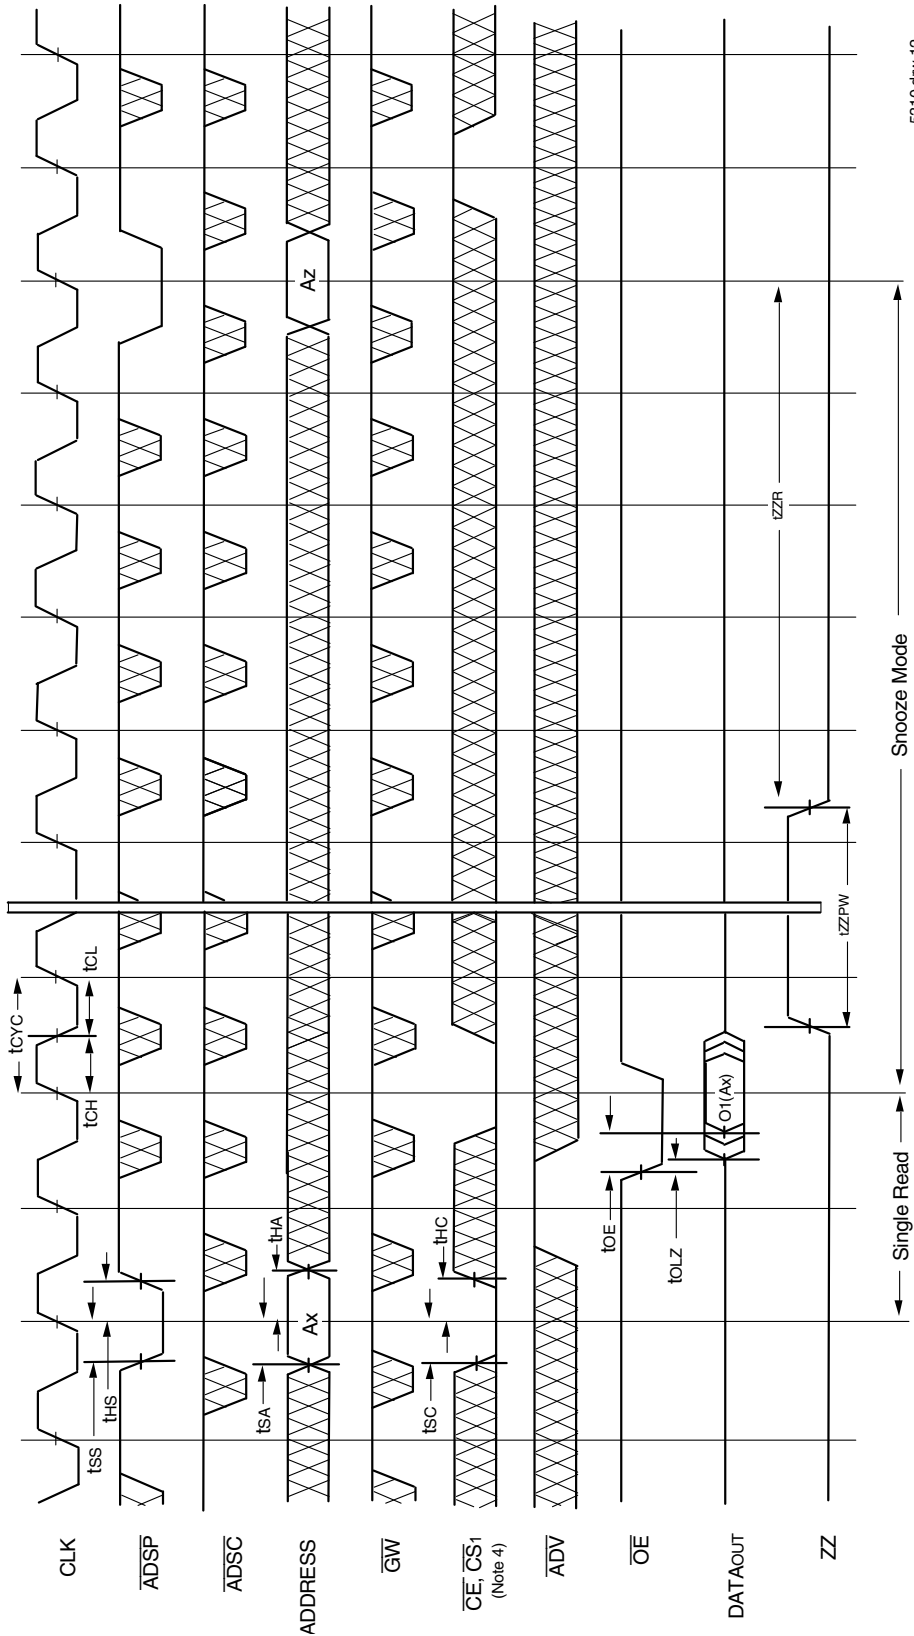 tCYC
tCH
tCL
tSS
tHS
CLK
ADSP
ADSC
tSA
tHA
Ax
Az
ADDRESS
GW
tSC
tHC
CE, CS1
(Note 4)
ADV
tOE
OE
tOLZ
O1(Ax)
DATAOUT
tZZPW
tZZR
ZZ
Single Read
Snooze Mode